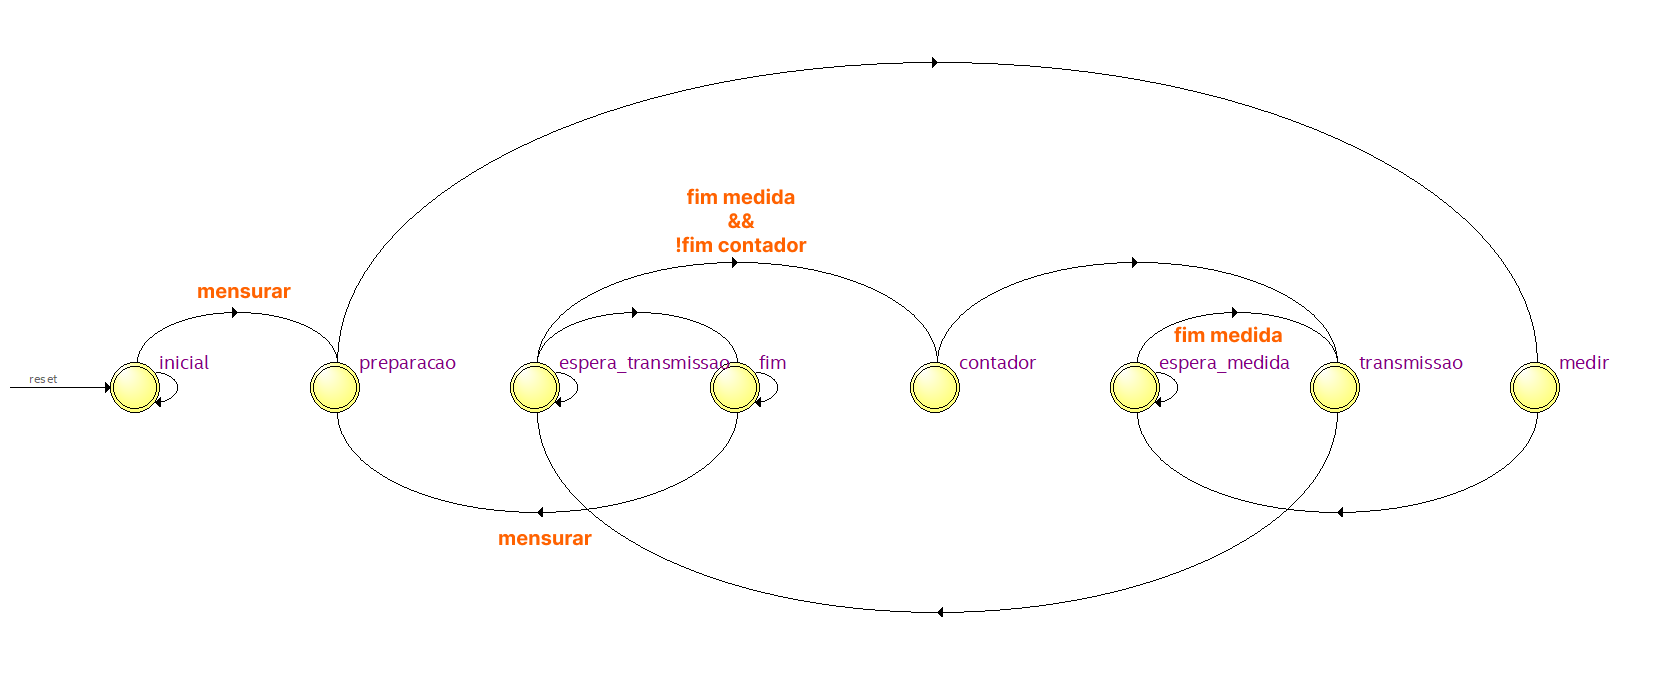 fim medida
&&
!fim contador
mensurar
fim medida
inicial
preparacao
espera_transmissao
fim
contador
espera_medida
transmissao
medir
reset
mensurar